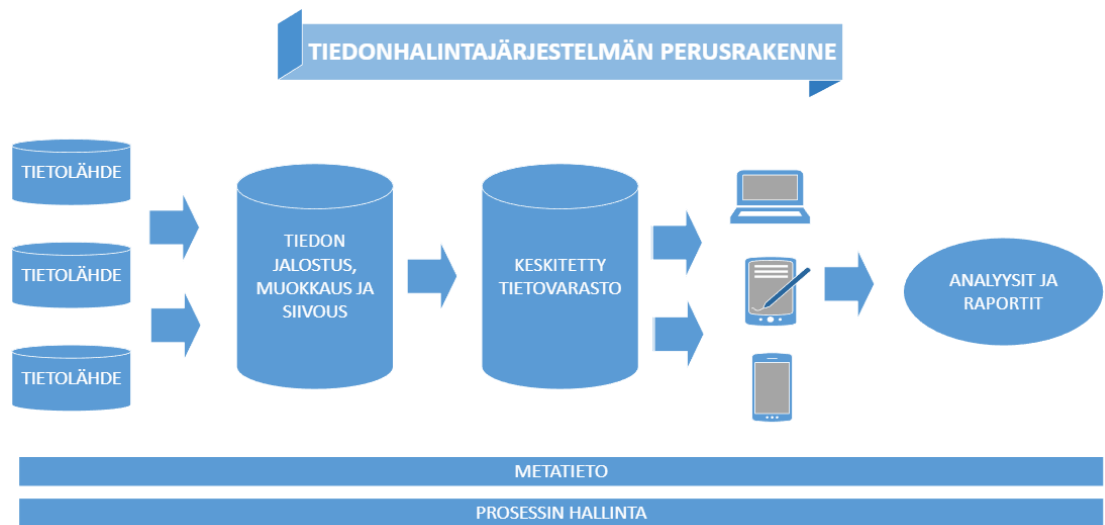 TIEDONHALINTAJÄRJESTELMÄN PERUSRAKENNE
TIETOLÄHDE
TIETOLÄHDE
TIETOLÄHDE
TIEDON
JALOSTUS,
MUOKKAUS JA
SIIVOUS
KESKITETTY
TIETOVARASTO
ANALYYSIT JA
RAPORTIT
METATIETO
PROSESSIN HALLINTA